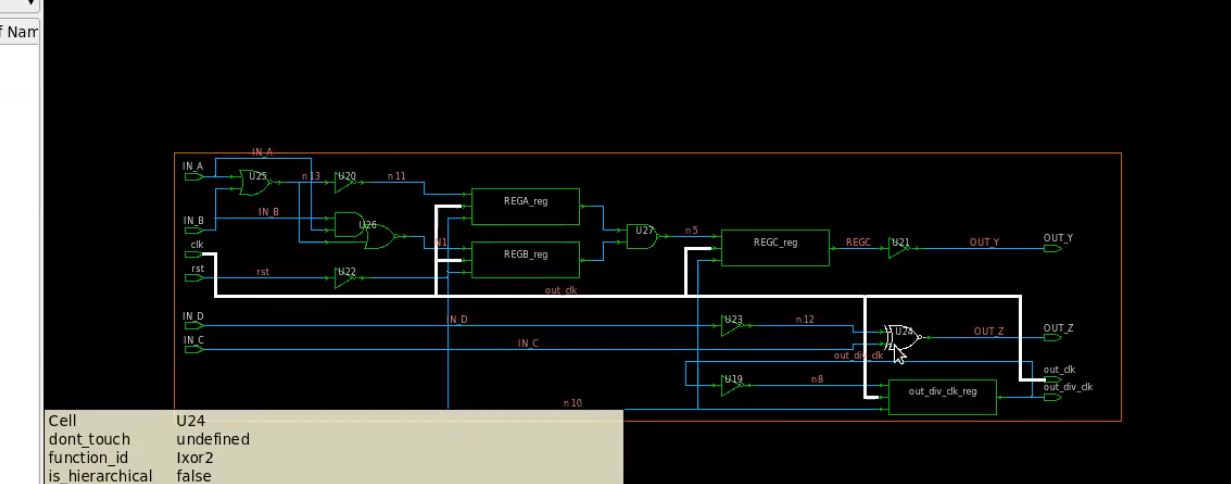 f Nam
IN_A
IN_A
U25
n13
U20
n11
REGA_reg
IN_B
IN_B
U26
U27
n5
REGC_reg
REGC
U21
OUT_Y
OUT_Y
clk
N1
REGB_reg
rst
rst
U22
out_clk
IN_D
IN_D
U23
n12
U24
OUT_Z
OUT_Z
IN_C
IN_C
out_div_clk
out_clk
U19
n8
out_div_clk_reg
out_div_clk
n10
Cell U24
dont_touch undefined
function_id Ixor2
is_hierarchical false